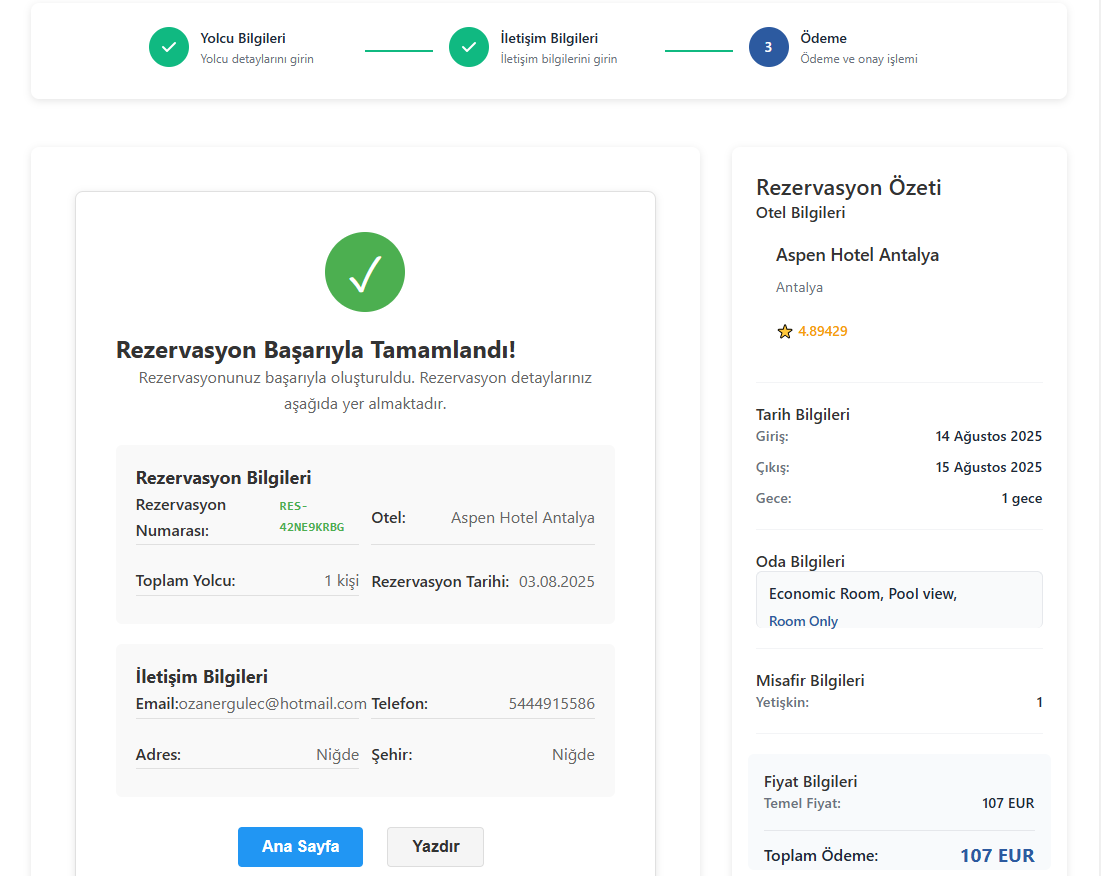 Yolcu Bilgileri
Yolcu detaylarını girin
İletişim Bilgileri
İletişim bilgilerini girin
3
Ödeme
Ödeme ve onay işlemi
Rezervasyon Başarıyla Tamamlandı!
Rezervasyonunuz başarıyla oluşturuldu. Rezervasyon detaylarınız
aşağıda yer almaktadır.
Rezervasyon Bilgileri
Rezervasyon
Numarası:
RES-
42NE9KRBG
Otel: Aspen Hotel Antalya
Toplam Yolcu: 1 kişi
Rezervasyon Tarihi: 03.08.2025
İletişim Bilgileri
Email:ozanergulec@hotmail.com
Telefon: 5444915586
Adres: Niğde
Şehir: Niğde
Ana Sayfa
Yazdır
Rezervasyon Özeti
Otel Bilgileri
Aspen Hotel Antalya
Antalya
4.89429
Tarih Bilgileri
Giriş: 14 Ağustos 2025
Çıkış: 15 Ağustos 2025
Gece: 1 gece
Oda Bilgileri
Economic Room, Pool view,
Room Only
Misafir Bilgileri
Yetişkin: 1
Fiyat Bilgileri
Temel Fiyat: 107 EUR
Toplam Ödeme: 107 EUR